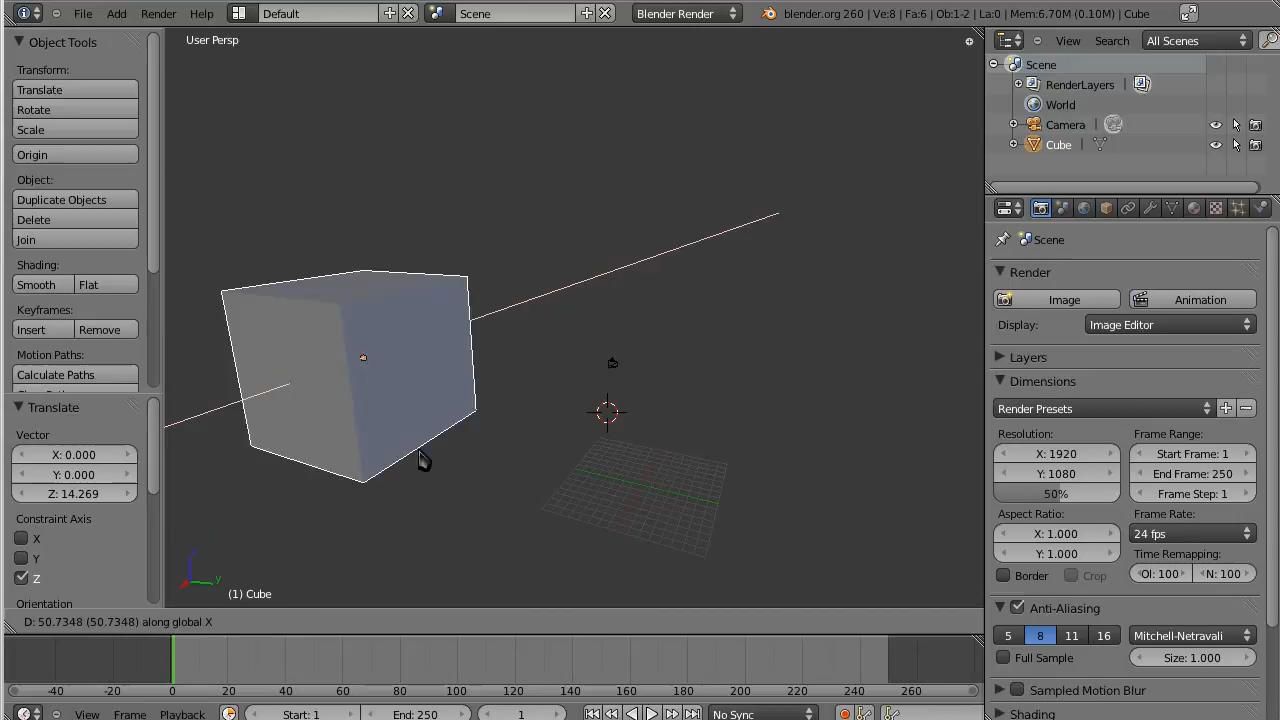 File Add Render Help Default Scene Blender Render blender.org 260 | Ve:8 | Fa:6 | Ob:1-2 | La:0 | Mem:6.70M (0.10M) | Cube
Object Tools
Transform:
Translate
Rotate
Scale
Origin
Object:
Duplicate Objects
Delete
Join
Shading:
Smooth Flat
Keyframes:
Insert Remove
Motion Paths:
Calculate Paths
Translate
Vector
X: 0.000
Y: 0.000
Z: 14.269
Constraint Axis
X
Y
Z
Orientation
User Persp
z
y
(1) Cube
D: 50.7348 (50.7348) along global X
-40 -20 0 20 40 60 80 100 120 140 160 180 200 220 240 260
View Frame Playback Start: 1 End: 250 1 No Sync
View Search All Scenes
Scene
RenderLayers |
World
Camera |
Cube |
Scene
Render
Image Animation
Display: Image Editor
Layers
Dimensions
Render Presets
Resolution: Frame Range:
X: 1920 Start Frame: 1
Y: 1080 End Frame: 250
50% Frame Step: 1
Aspect Ratio: Frame Rate:
X: 1.000 24 fps
Y: 1.000 Time Remapping:
Border Crop Ol: 100 N: 100
Anti-Aliasing
5 8 11 16 Mitchell-Netravali
Full Sample Size: 1.000
Sampled Motion Blur
Shading